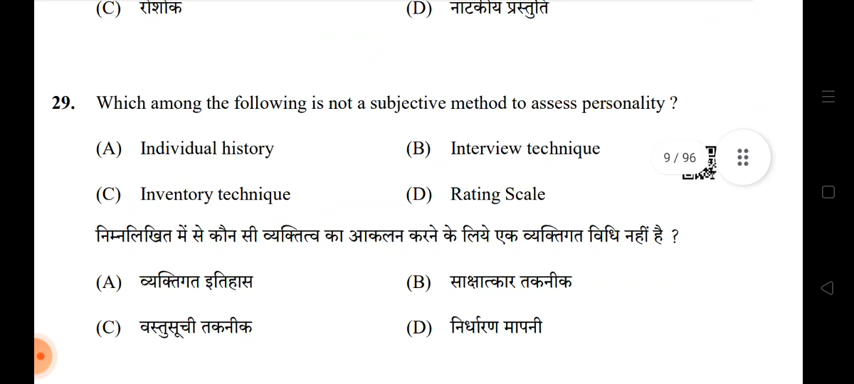 (C) रोर्शाक (D) नाटकीय प्रस्तुति
29. Which among the following is not a subjective method to assess personality ?
(A) Individual history (B) Interview technique
9 / 96
(C) Inventory technique (D) Rating Scale
निम्नलिखित में से कौन सी व्यक्तित्व का आकलन करने के लिये एक व्यक्तिगत विधि नहीं है ?
(A) व्यक्तिगत इतिहास (B) साक्षात्कार तकनीक
(C) वस्तुसूची तकनीक (D) निर्धारण मापनी